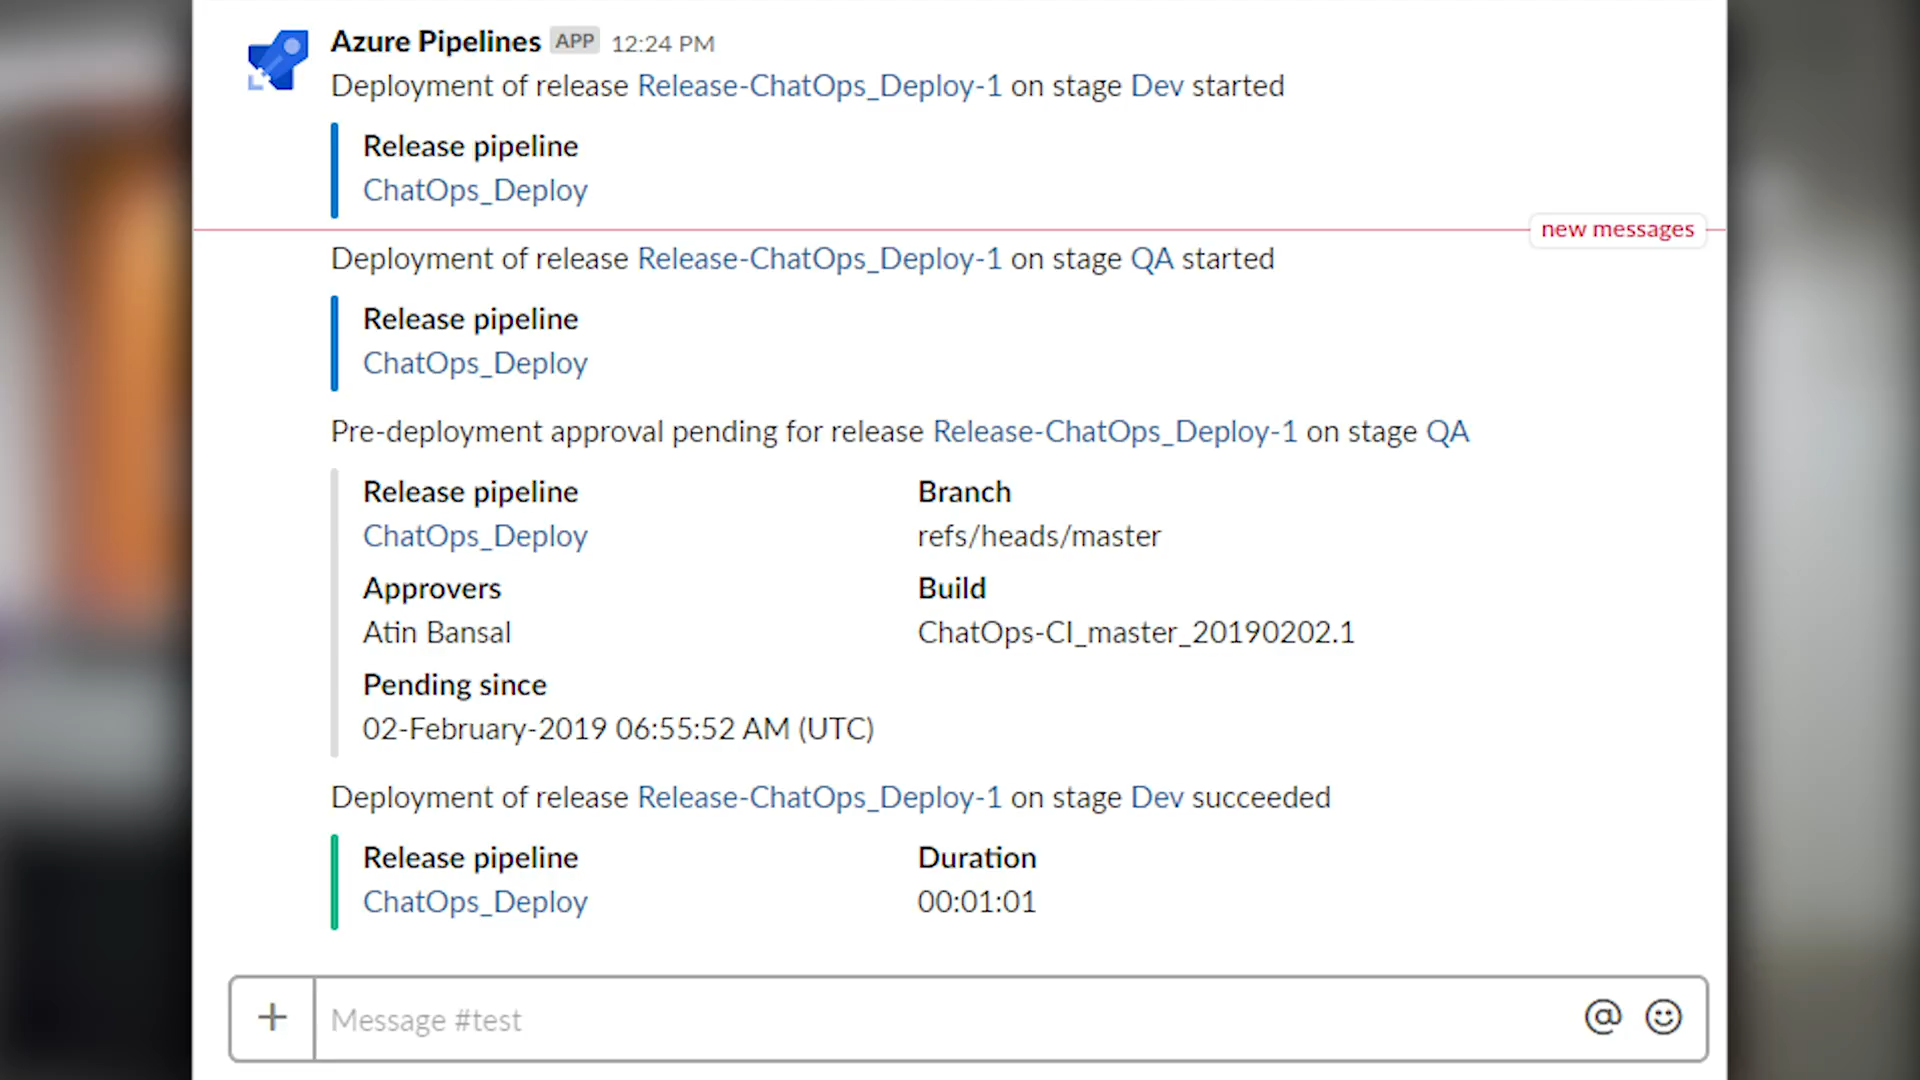 Azure Pipelines APP 12:24 PM
Deployment of release Release-ChatOps_Deploy-1 on stage Dev started
Release pipeline
ChatOps_Deploy
new messages
Deployment of release Release-ChatOps_Deploy-1 on stage QA started
Release pipeline
ChatOps_Deploy
Pre-deployment approval pending for release Release-ChatOps_Deploy-1 on stage QA
Release pipeline Branch
ChatOps_Deploy refs/heads/master
Approvers Build
Atin Bansal ChatOps-CI_master_20190202.1
Pending since
02-February-2019 06:55:52 AM (UTC)
Deployment of release Release-ChatOps_Deploy-1 on stage Dev succeeded
Release pipeline Duration
ChatOps_Deploy 00:01:01
Message #test